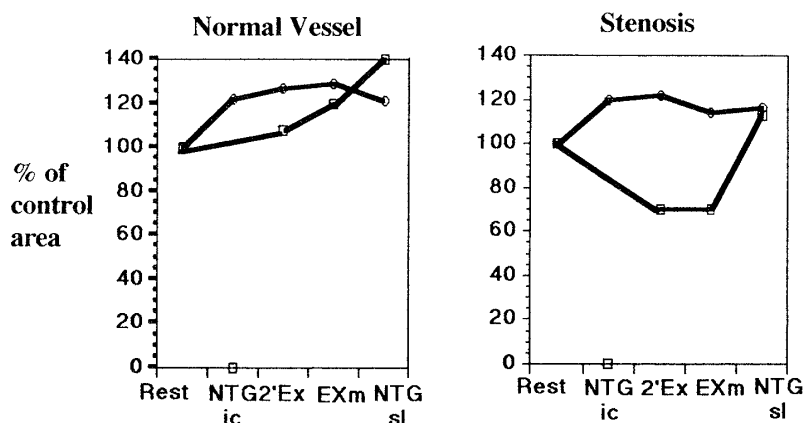 Normal Vessel
Stenosis
% of
control
area
140
120
100
80
60
40
20
0
Rest NTG 2'Ex EXm NTG
ic sl
140
120
100
80
60
40
20
0
Rest NTG 2'Ex EXm NTG
ic sl